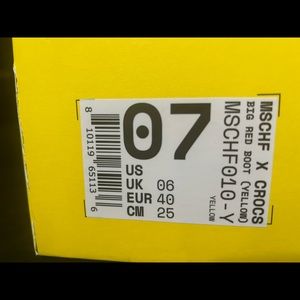 MSCHF X CROCS
BIG RED BOOT (YELLOW)
MSCHF010-Y
YELLOW
07
US
UK 06
EUR 40
CM 25
8 10119 65113 6